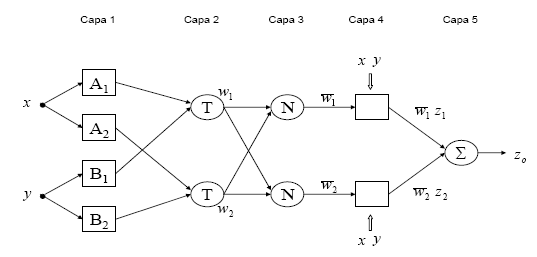 Capa 1 Capa 2 Capa 3 Capa 4 Capa 5
x y
A₁ w₁ w̅₁ w̅₁ z₁
x T N
A₂
Σ zₒ
B₁
y T N w̅₂ w̅₂ z₂
B₂ w₂
x y